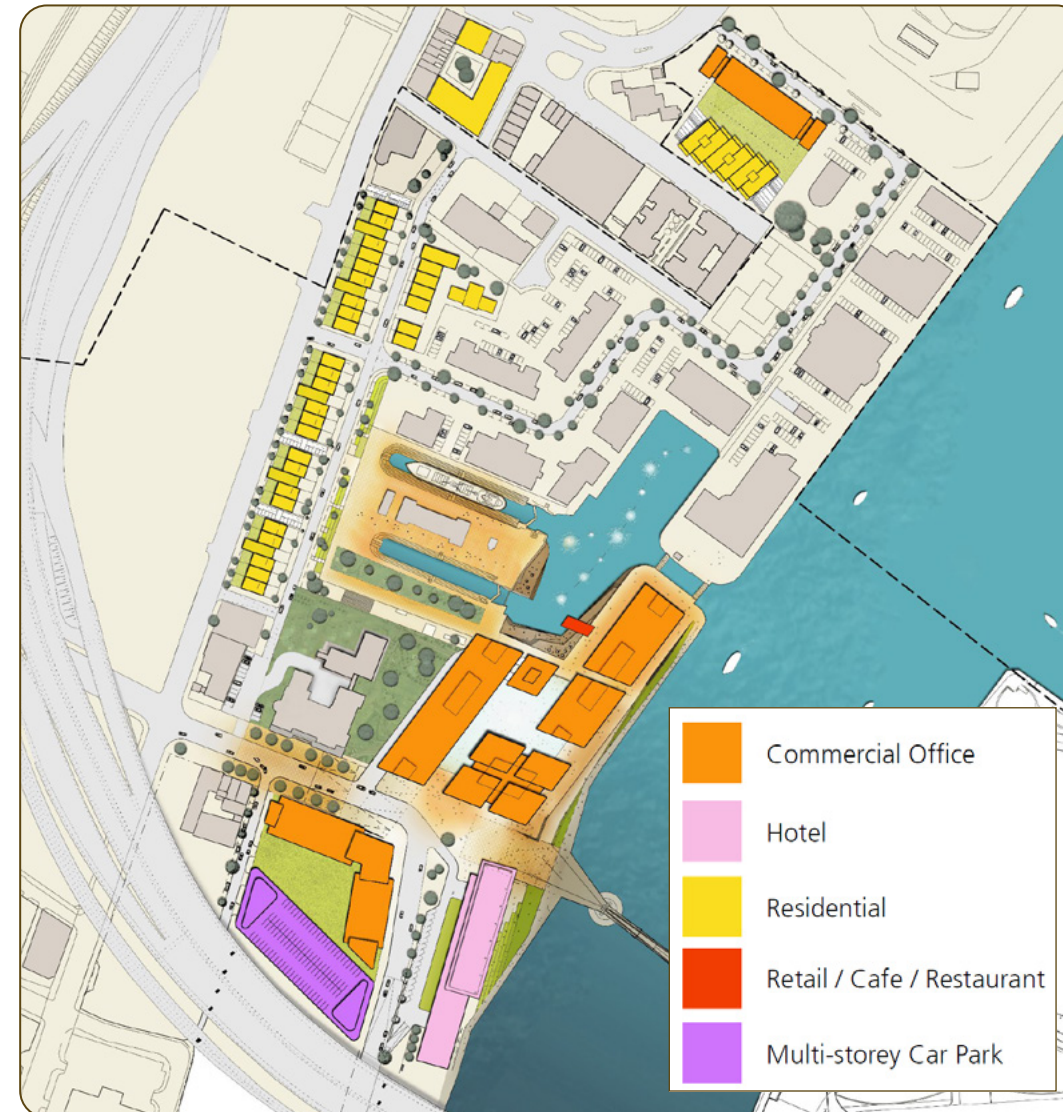 Commercial Office
Hotel
Residential
Retail / Cafe / Restaurant
Multi-storey Car Park